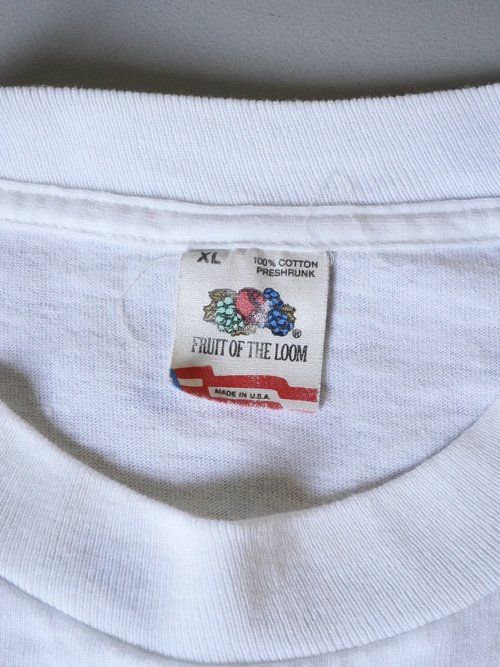 XL
100% COTTON
PRESHRUNK
®
FRUIT OF THE LOOM
MADE IN U.S.A.